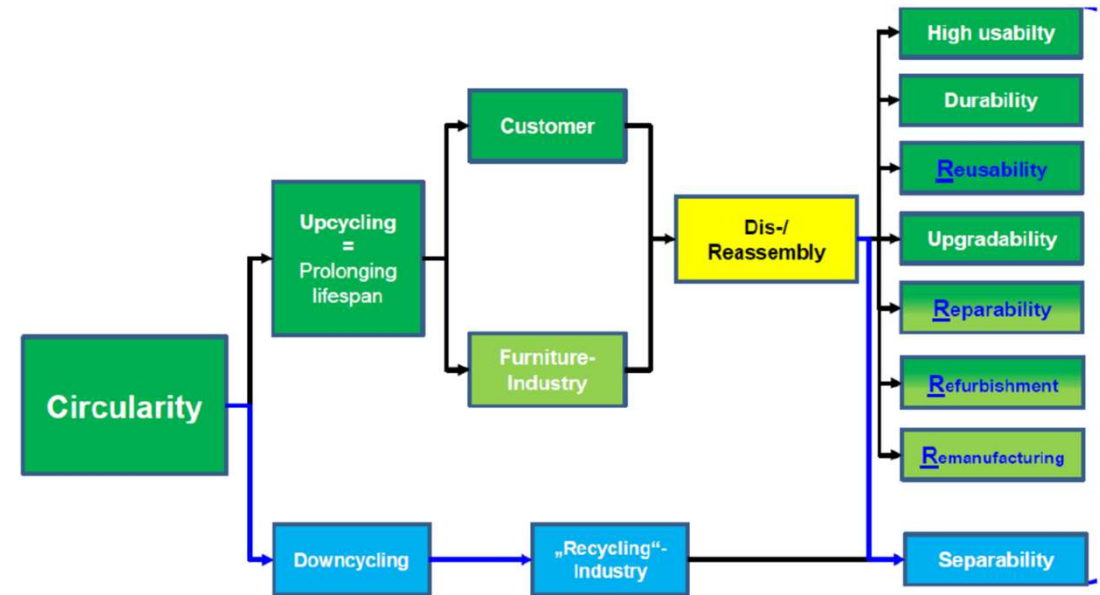 High usabilty
Durability
Customer
Reusability
Upcycling
=
Prolonging
lifespan
Dis-/
Reassembly
Upgradability
Reparability
Furniture-
Industry
Refurbishment
Circularity
Remanufacturing
Downcycling
„Recycling“-
Industry
Separability